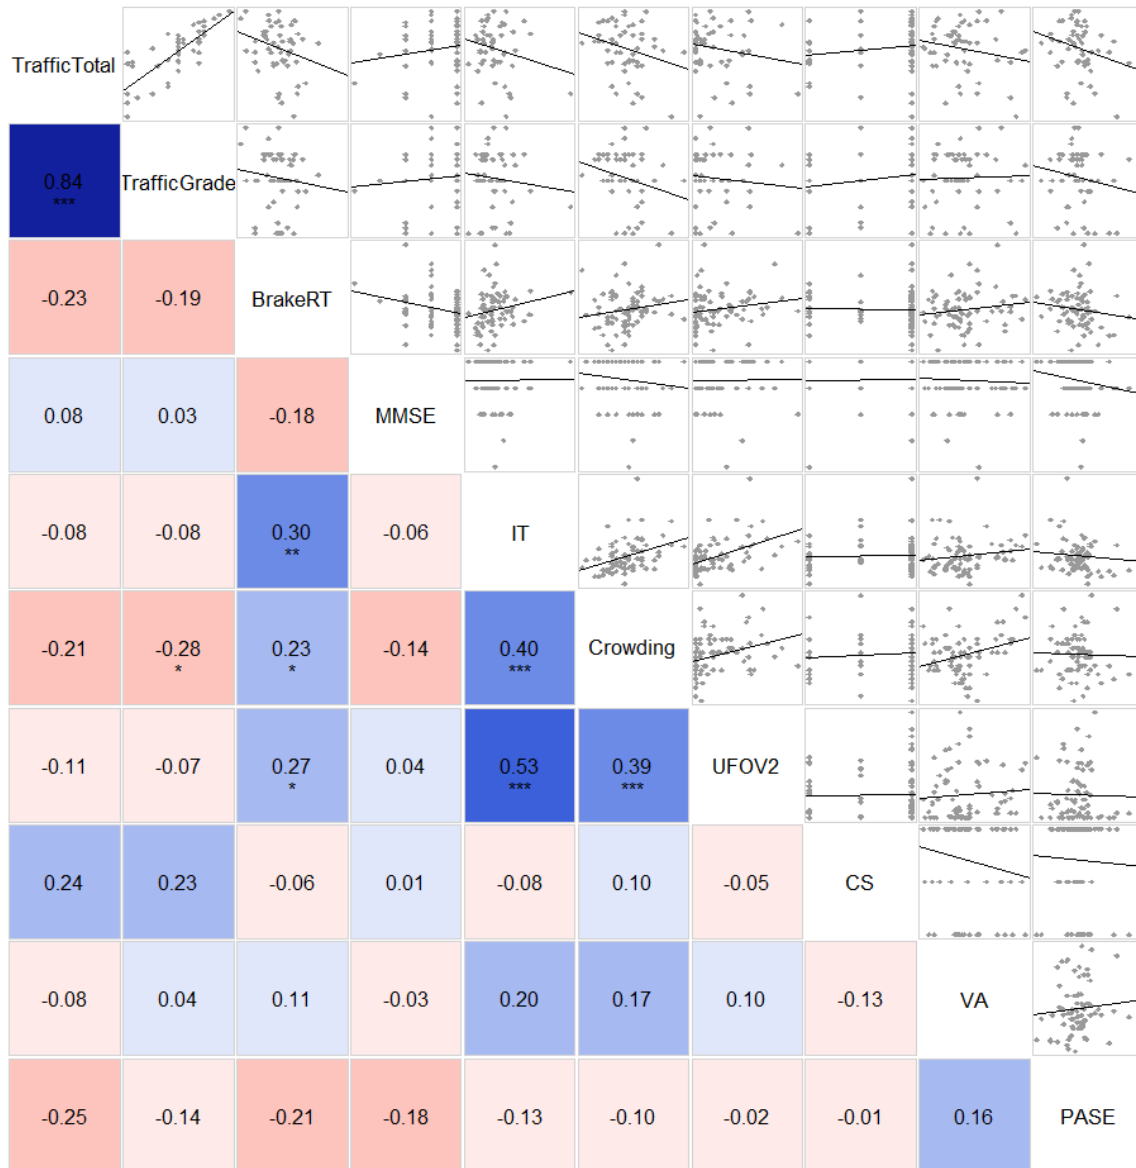 TrafficTotal
0.84 TrafficGrade
***
-0.23 -0.19 BrakeRT
0.08 0.03 -0.18 MMSE
-0.08 -0.08 0.30 -0.06 IT
**
-0.21 -0.28 0.23 -0.14 0.40 Crowding
* * ***
-0.11 -0.07 0.27 0.04 0.53 0.39 UFOV2
* *** ***
0.24 0.23 -0.06 0.01 -0.08 0.10 -0.05 CS
-0.08 0.04 0.11 -0.03 0.20 0.17 0.10 -0.13 VA
-0.25 -0.14 -0.21 -0.18 -0.13 -0.10 -0.02 -0.01 0.16 PASE